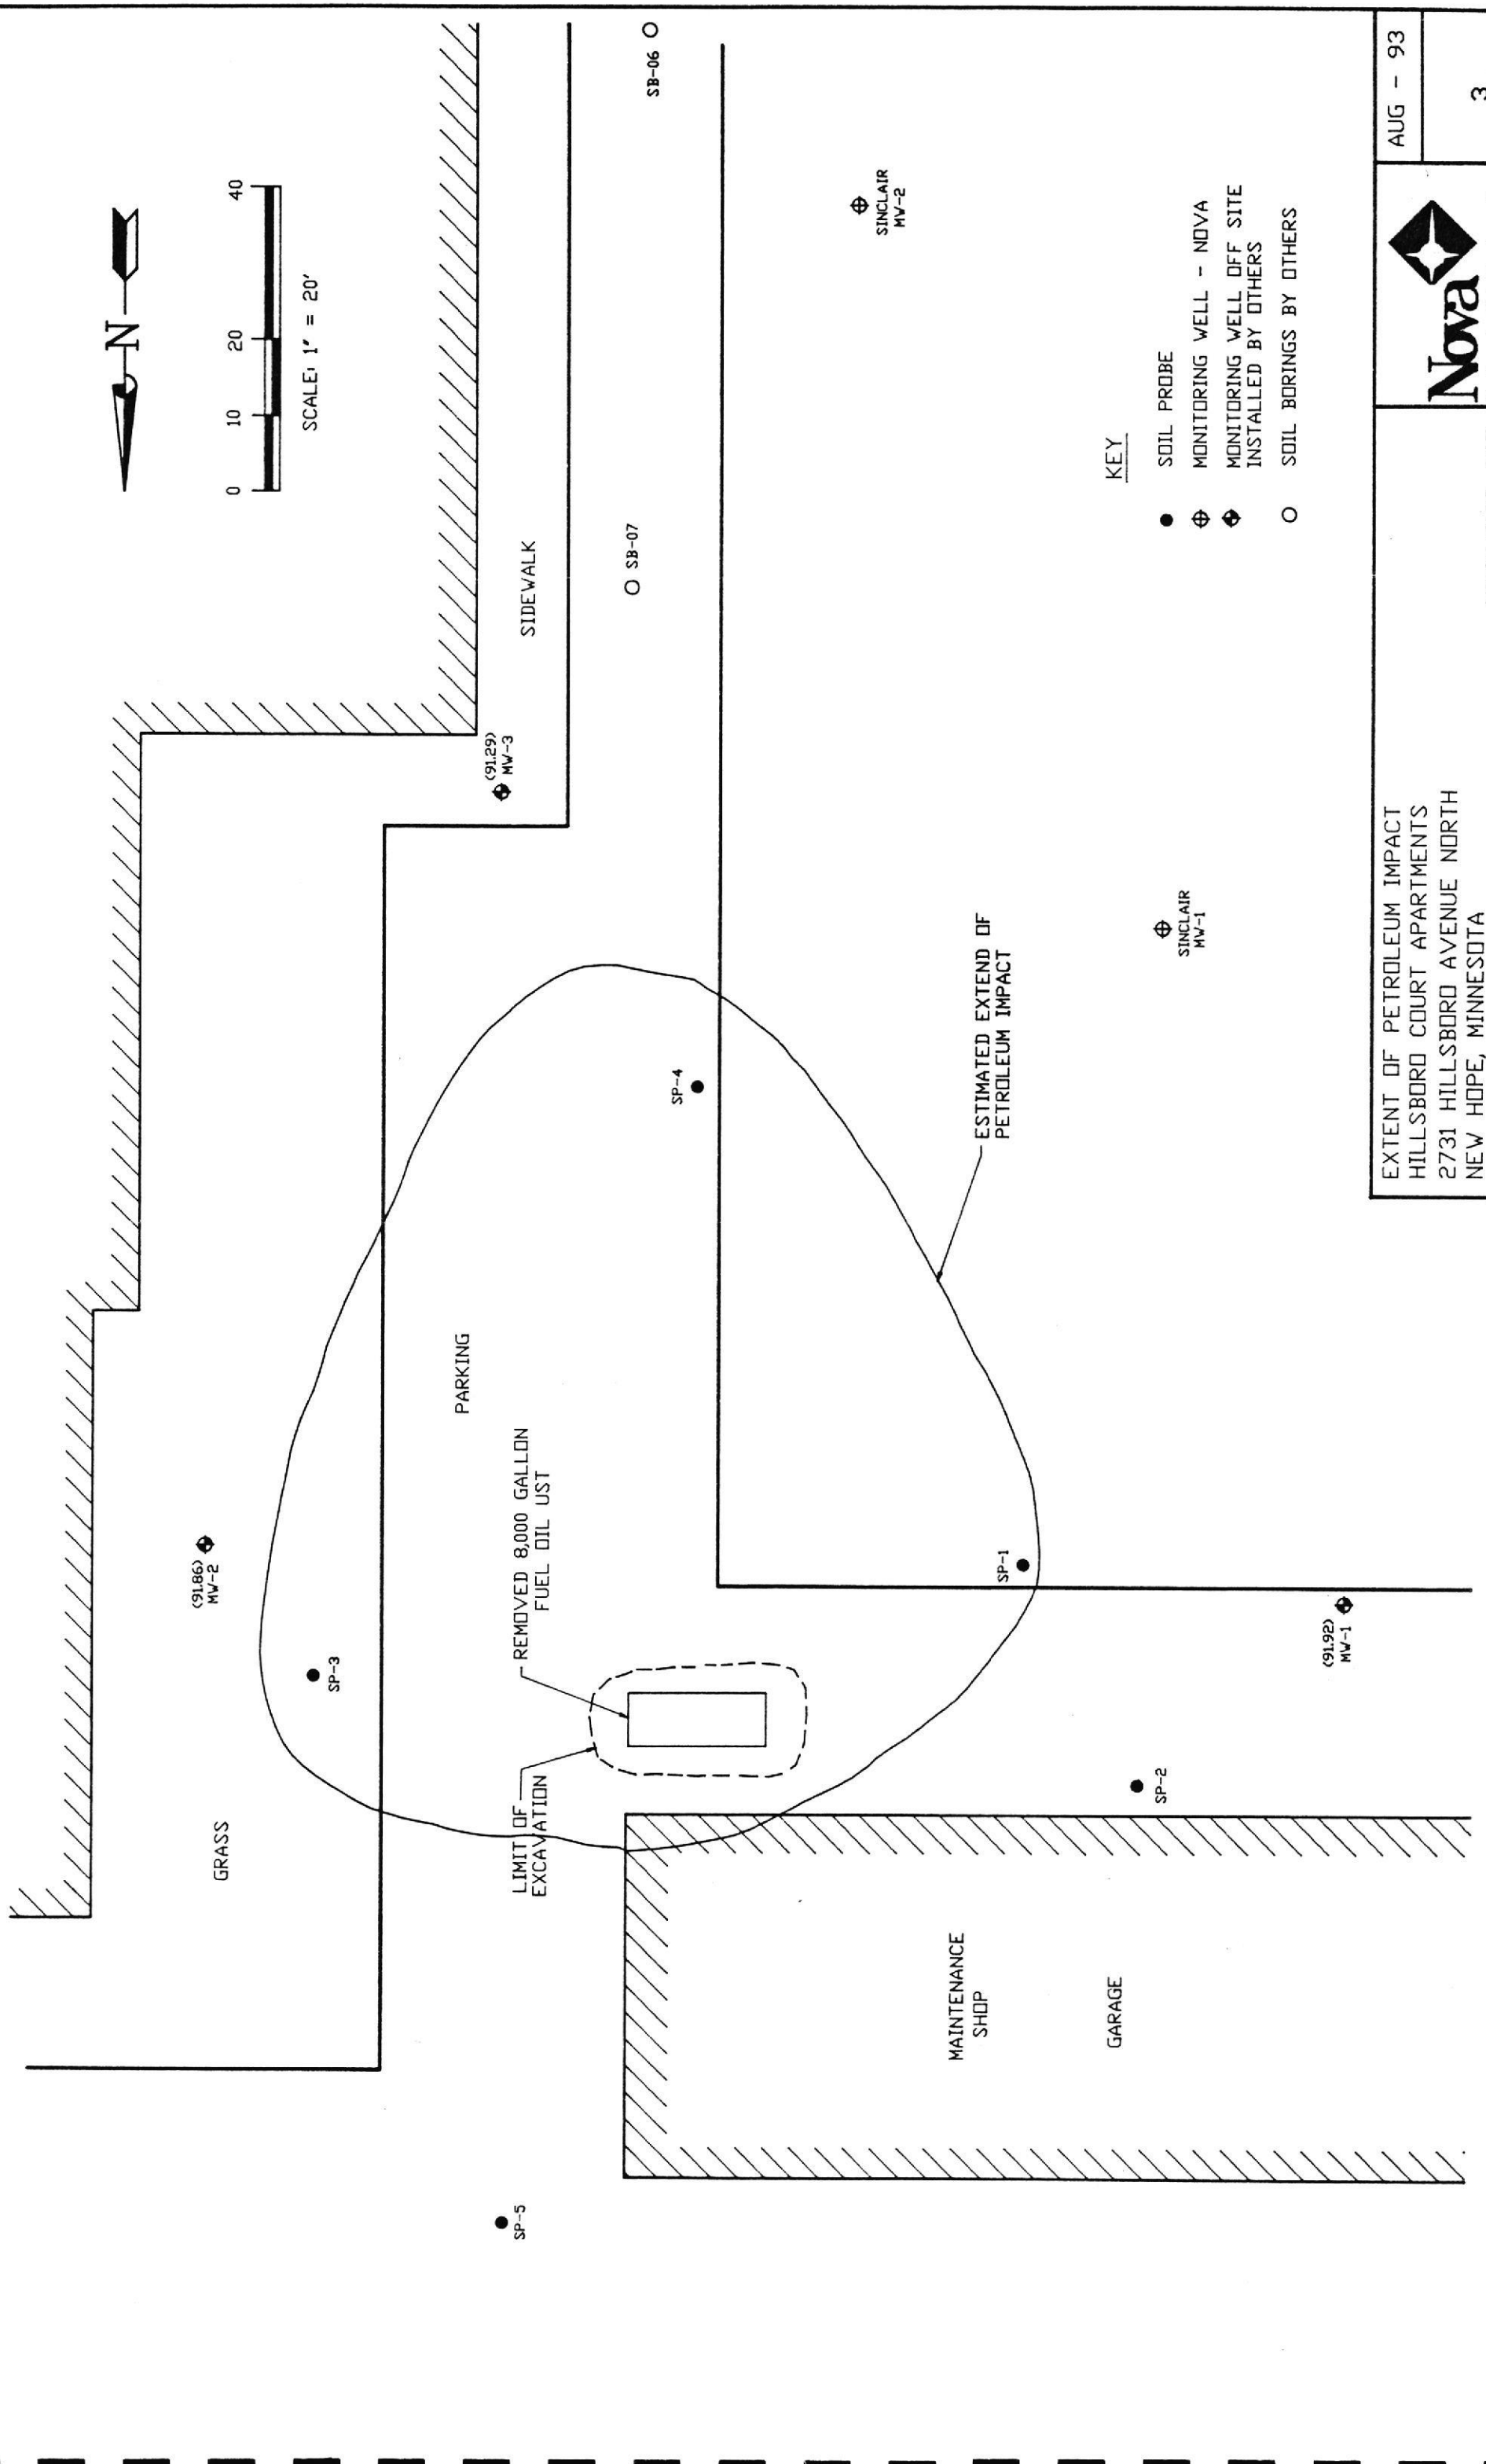 N
0 10 20 40
SCALE: 1" = 20'
SB-06
SB-07
SIDEWALK
(91.29)
MW-3
SINCLAIR
MW-2
(91.86)
MW-2
GRASS
SP-3
PARKING
REMOVED 8,000 GALLON
FUEL OIL UST
LIMIT OF
EXCAVATION
SP-4
SINCLAIR
MW-1
ESTIMATED EXTEND OF
PETROLEUM IMPACT
SP-1
(91.92)
MW-1
SP-2
SP-5
MAINTENANCE
SHOP
GARAGE
KEY
SOIL PROBE
MONITORING WELL - NOVA
MONITORING WELL OFF SITE
INSTALLED BY OTHERS
SOIL BORINGS BY OTHERS
EXTENT OF PETROLEUM IMPACT
HILLSBORO COURT APARTMENTS
2731 HILLSBORO AVENUE NORTH
NEW HOPE, MINNESOTA
Nova
AUG - 93
3